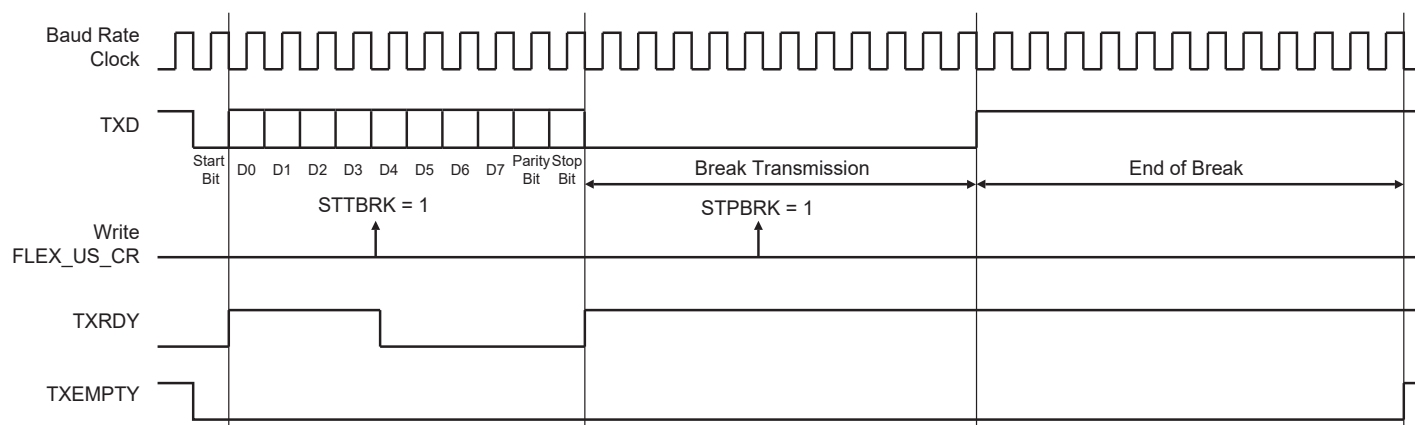 Baud Rate
Clock
TXD
Start
Bit
D0 D1 D2 D3 D4 D5 D6 D7
Parity
Bit
Stop
Bit
Break Transmission
End of Break
STTBRK = 1
STPBRK = 1
Write
FLEX_US_CR
TXRDY
TXEMPTY